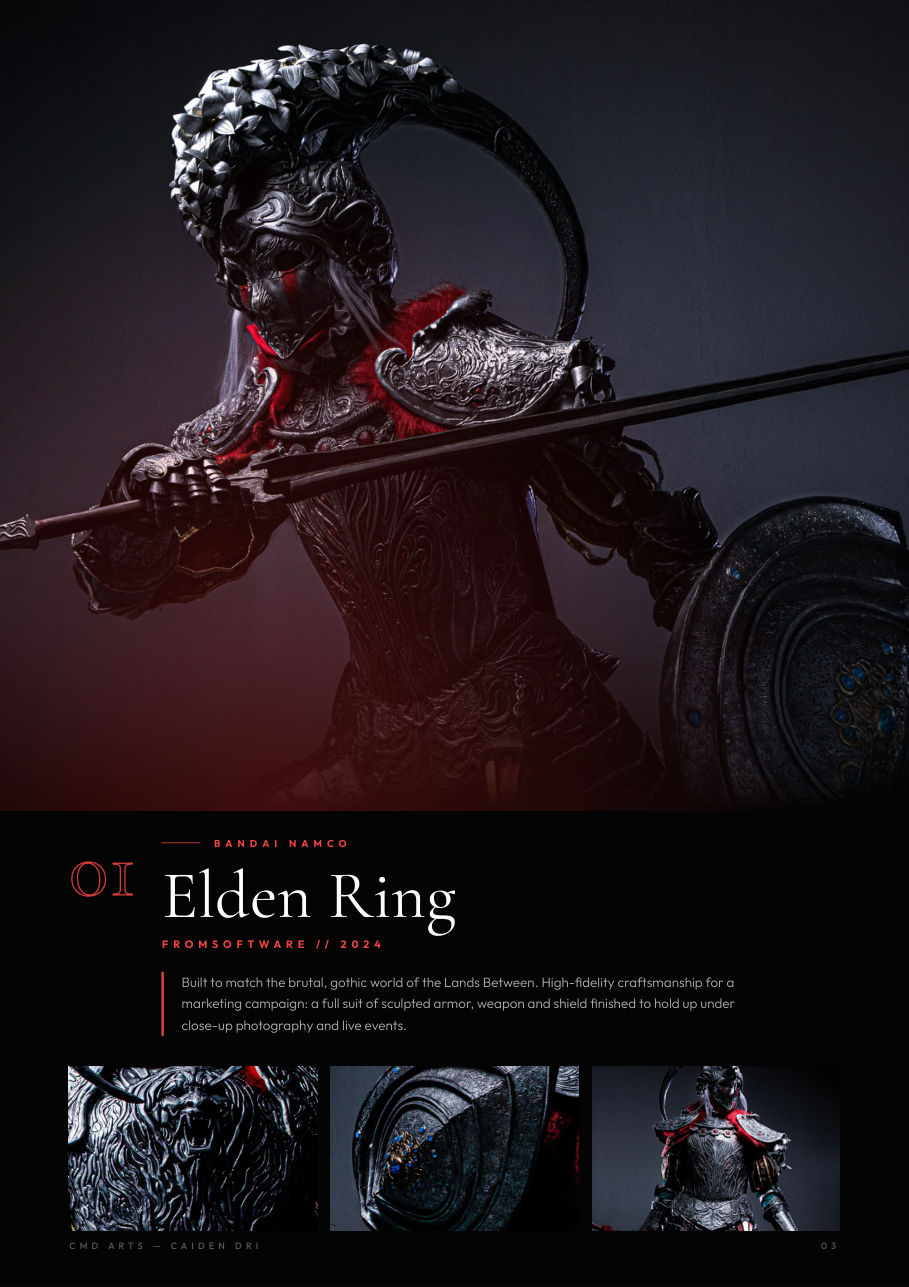 BANDAI NAMCO
01
Elden Ring
FROMSOFTWARE // 2024
Built to match the brutal, gothic world of the Lands Between. High-fidelity craftsmanship for a
marketing campaign: a full suit of sculpted armor, weapon and shield finished to hold up under
close-up photography and live events.
CMD ARTS — CAIDEN DRI
03